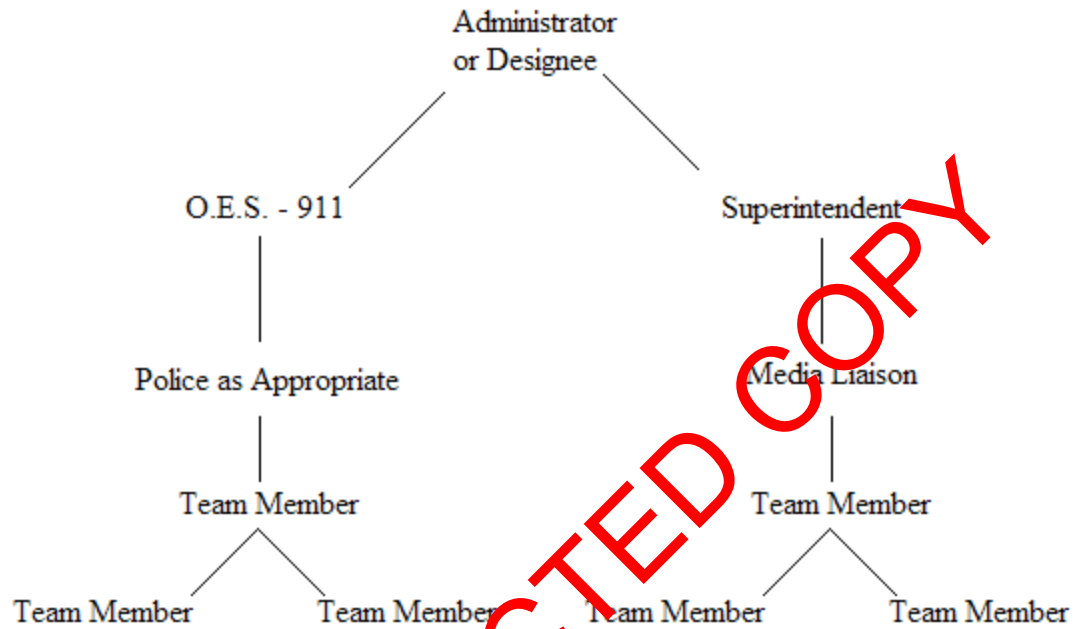 Administrator
or Designee
O.E.S. - 911
Superintendent
Police as Appropriate
Media Liaison
Team Member
Team Member
Team Member
Team Member
Team Member
Team Member
CTED COPY